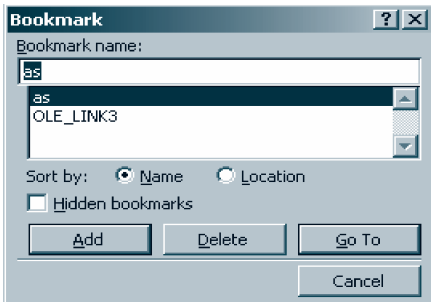 Bookmark
Bookmark name:
as
as
OLE_LINK3
Sort by: Name Location
Hidden bookmarks
Add Delete Go To
Cancel